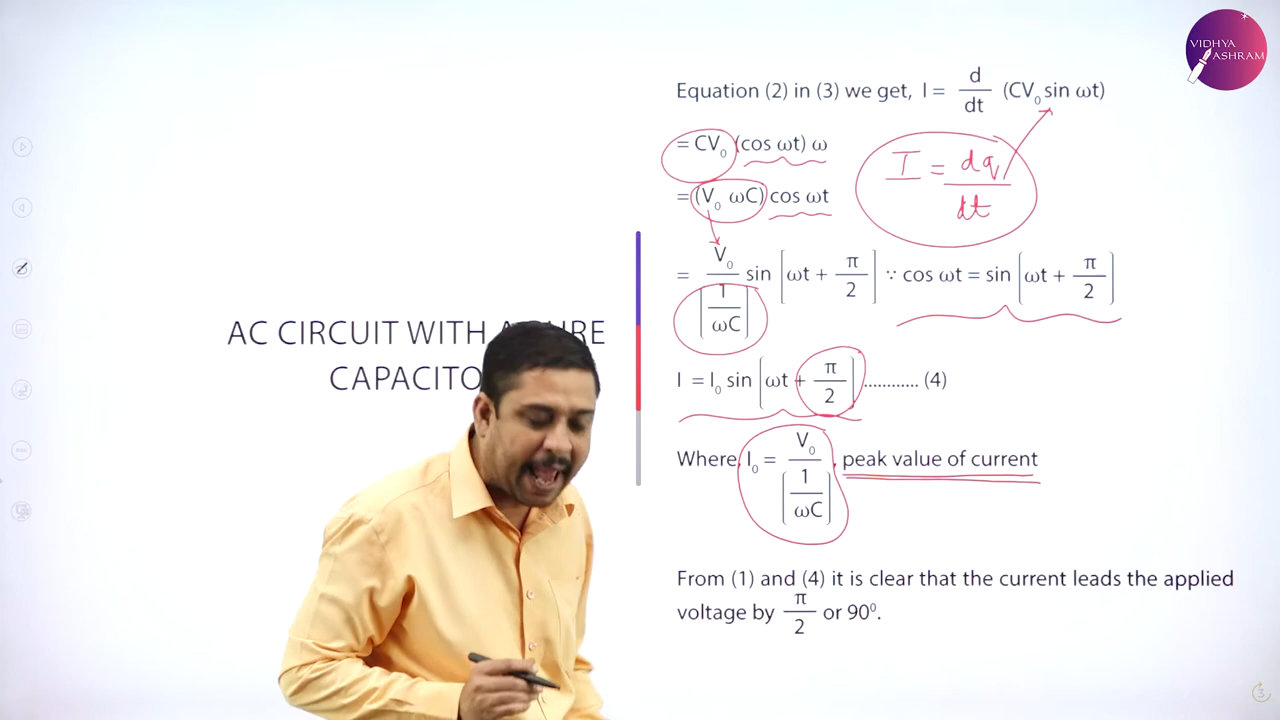 VIDHYA
ASHRAM
Equation (2) in (3) we get, I = d/dt (CV₀ sin ωt)
= CV₀ (cos ωt) ω
I = dq/dt
= (V₀ ωC) cos ωt
= V₀/[1/ωC] sin [ωt + π/2] ∵ cos ωt = sin [ωt + π/2]
AC CIRCUIT WITH A PURE
CAPACITO
I = I₀ sin [ωt + π/2] ............ (4)
Where, I₀ = V₀/[1/ωC], peak value of current
From (1) and (4) it is clear that the current leads the applied
voltage by π/2 or 90⁰.
3